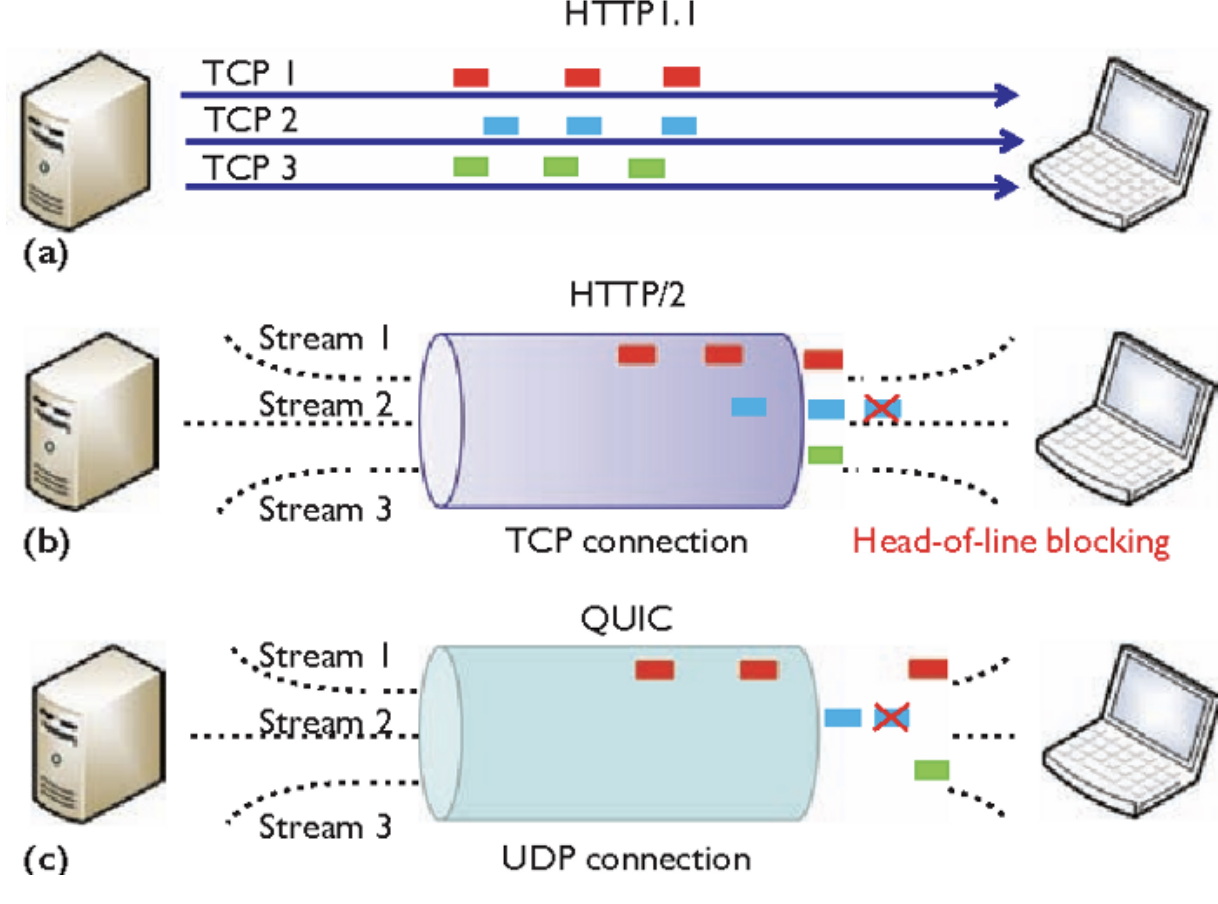 HTTP1.1
TCP 1
TCP 2
TCP 3
(a)
HTTP/2
Stream 1
Stream 2
Stream 3
(b)
TCP connection
Head-of-line blocking
QUIC
Stream 1
Stream 2
Stream 3
(c)
UDP connection